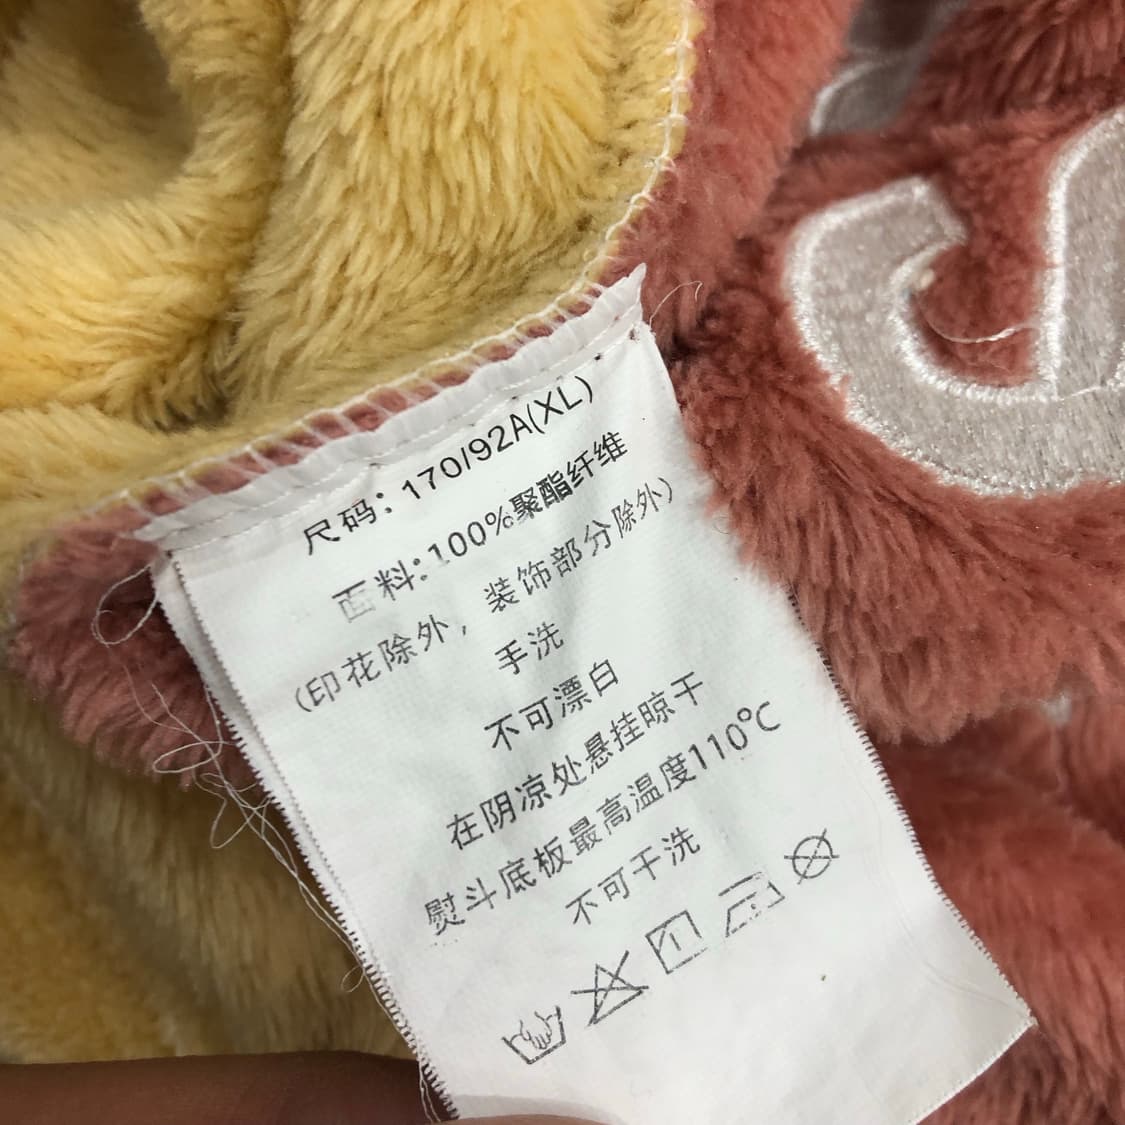 尺码：170/92A(XL)
面料：100%聚酯纤维
（印花除外，装饰部分除外）
手洗
不可漂白
在阴凉处悬挂晾干
熨斗底板最高温度110℃
不可干洗